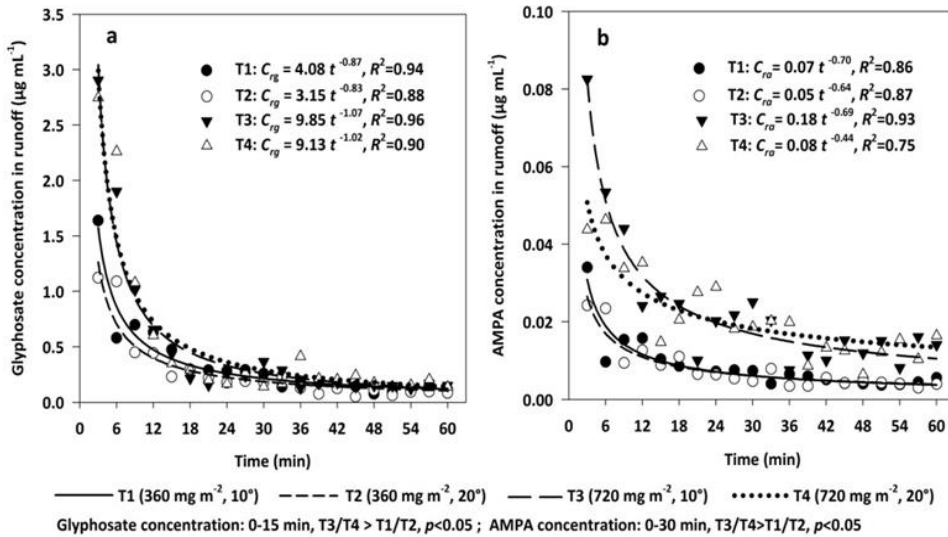 a
T1: Crg = 4.08 t^-0.87, R²=0.94
T2: Crg = 3.15 t^-0.83, R²=0.88
T3: Crg = 9.85 t^-1.07, R²=0.96
T4: Crg = 9.13 t^-1.02, R²=0.90
Glyphosate concentration in runoff (µg mL⁻¹)
3.5
3.0
2.5
2.0
1.5
1.0
0.5
0.0
0 6 12 18 24 30 36 42 48 54 60
Time (min)
b
T1: Cra= 0.07 t^-0.70, R²=0.86
T2: Cra= 0.05 t^-0.64, R²=0.87
T3: Cra= 0.18 t^-0.69, R²=0.93
T4: Cra= 0.08 t^-0.44, R²=0.75
AMPA concentration in rumoff (µg mL⁻¹)
0.10
0.08
0.06
0.04
0.02
0.00
0 6 12 18 24 30 36 42 48 54 60
Time (min)
T1 (360 mg m⁻², 10°) T2 (360 mg m⁻², 20°) T3 (720 mg m⁻², 10°) T4 (720 mg m⁻², 20°)
Glyphosate concentration: 0-15 min, T3/T4 > T1/T2, p<0.05 ; AMPA concentration: 0-30 min, T3/T4>T1/T2, p<0.05